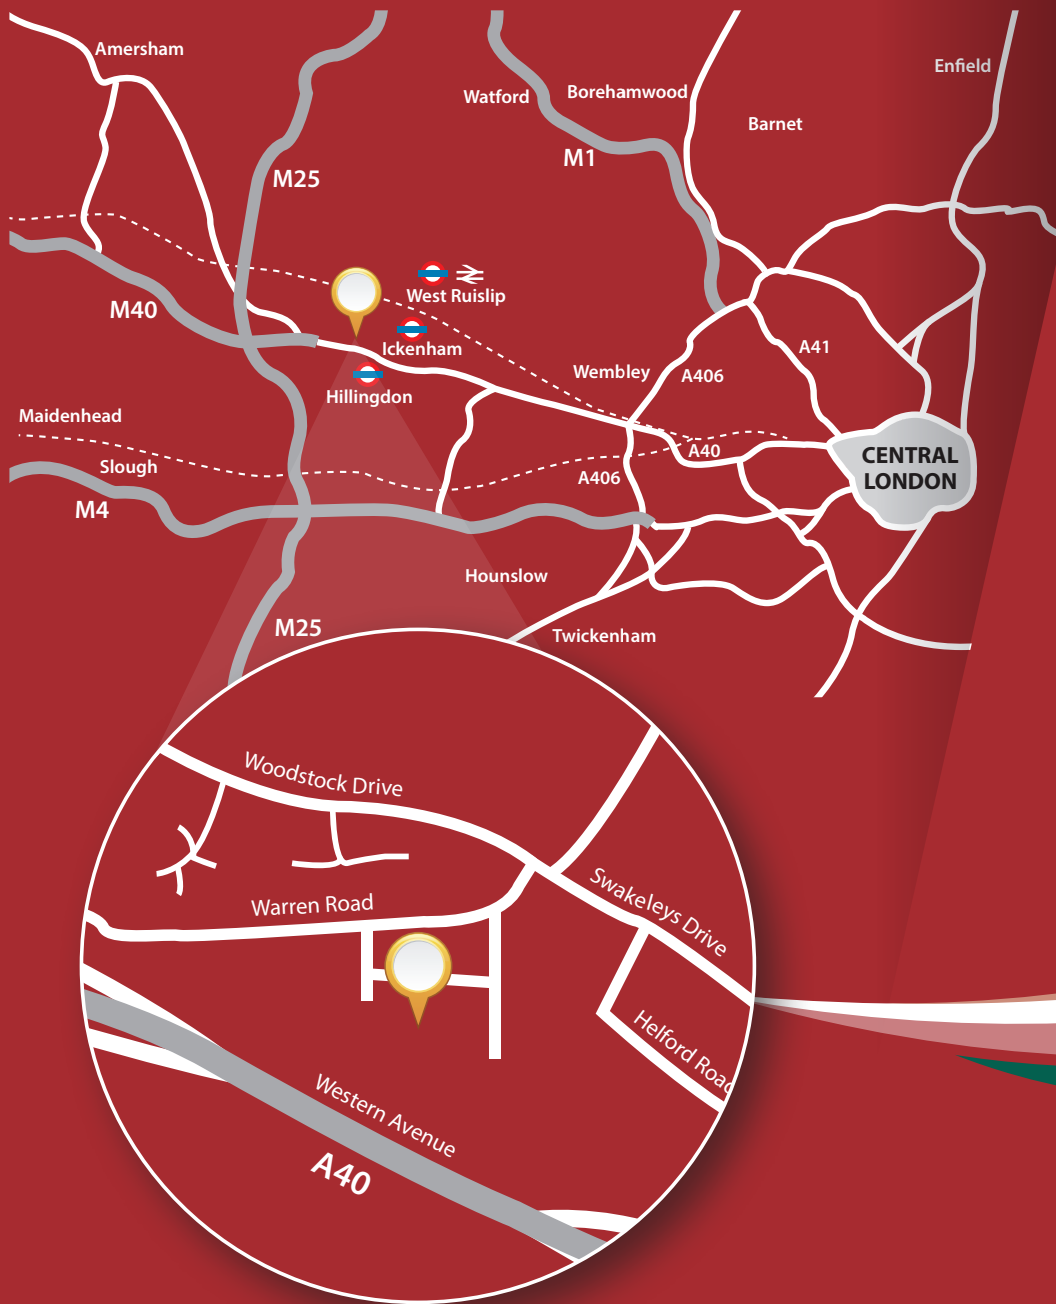 Amersham
Enfield
Watford
Borehamwood
Barnet
M1
M25
M40
West Ruislip
Ickenham
A41
Wembley
A406
Hillingdon
Maidenhead
Slough
A40
CENTRAL
LONDON
A406
M4
Hounslow
M25
Twickenham
Woodstock Drive
Swakeleys Drive
Warren Road
Helford Road
Western Avenue
A40